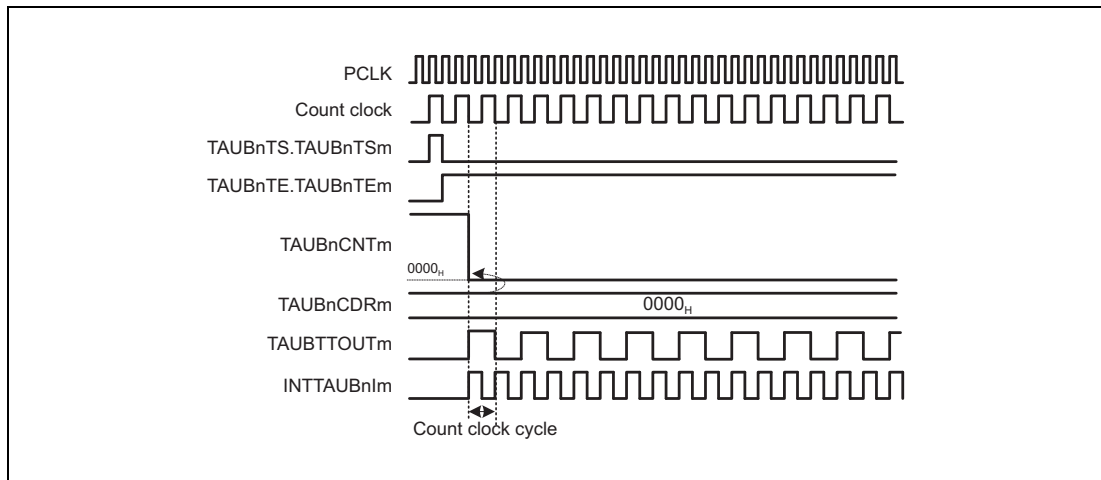 PCLK
Count clock
TAUBnTS.TAUBnTSm
TAUBnTE.TAUBnTEm
TAUBnCNTm
0000H
TAUBnCDRm
0000H
TAUBTTOUTm
INTTAUBnIm
Count clock cycle